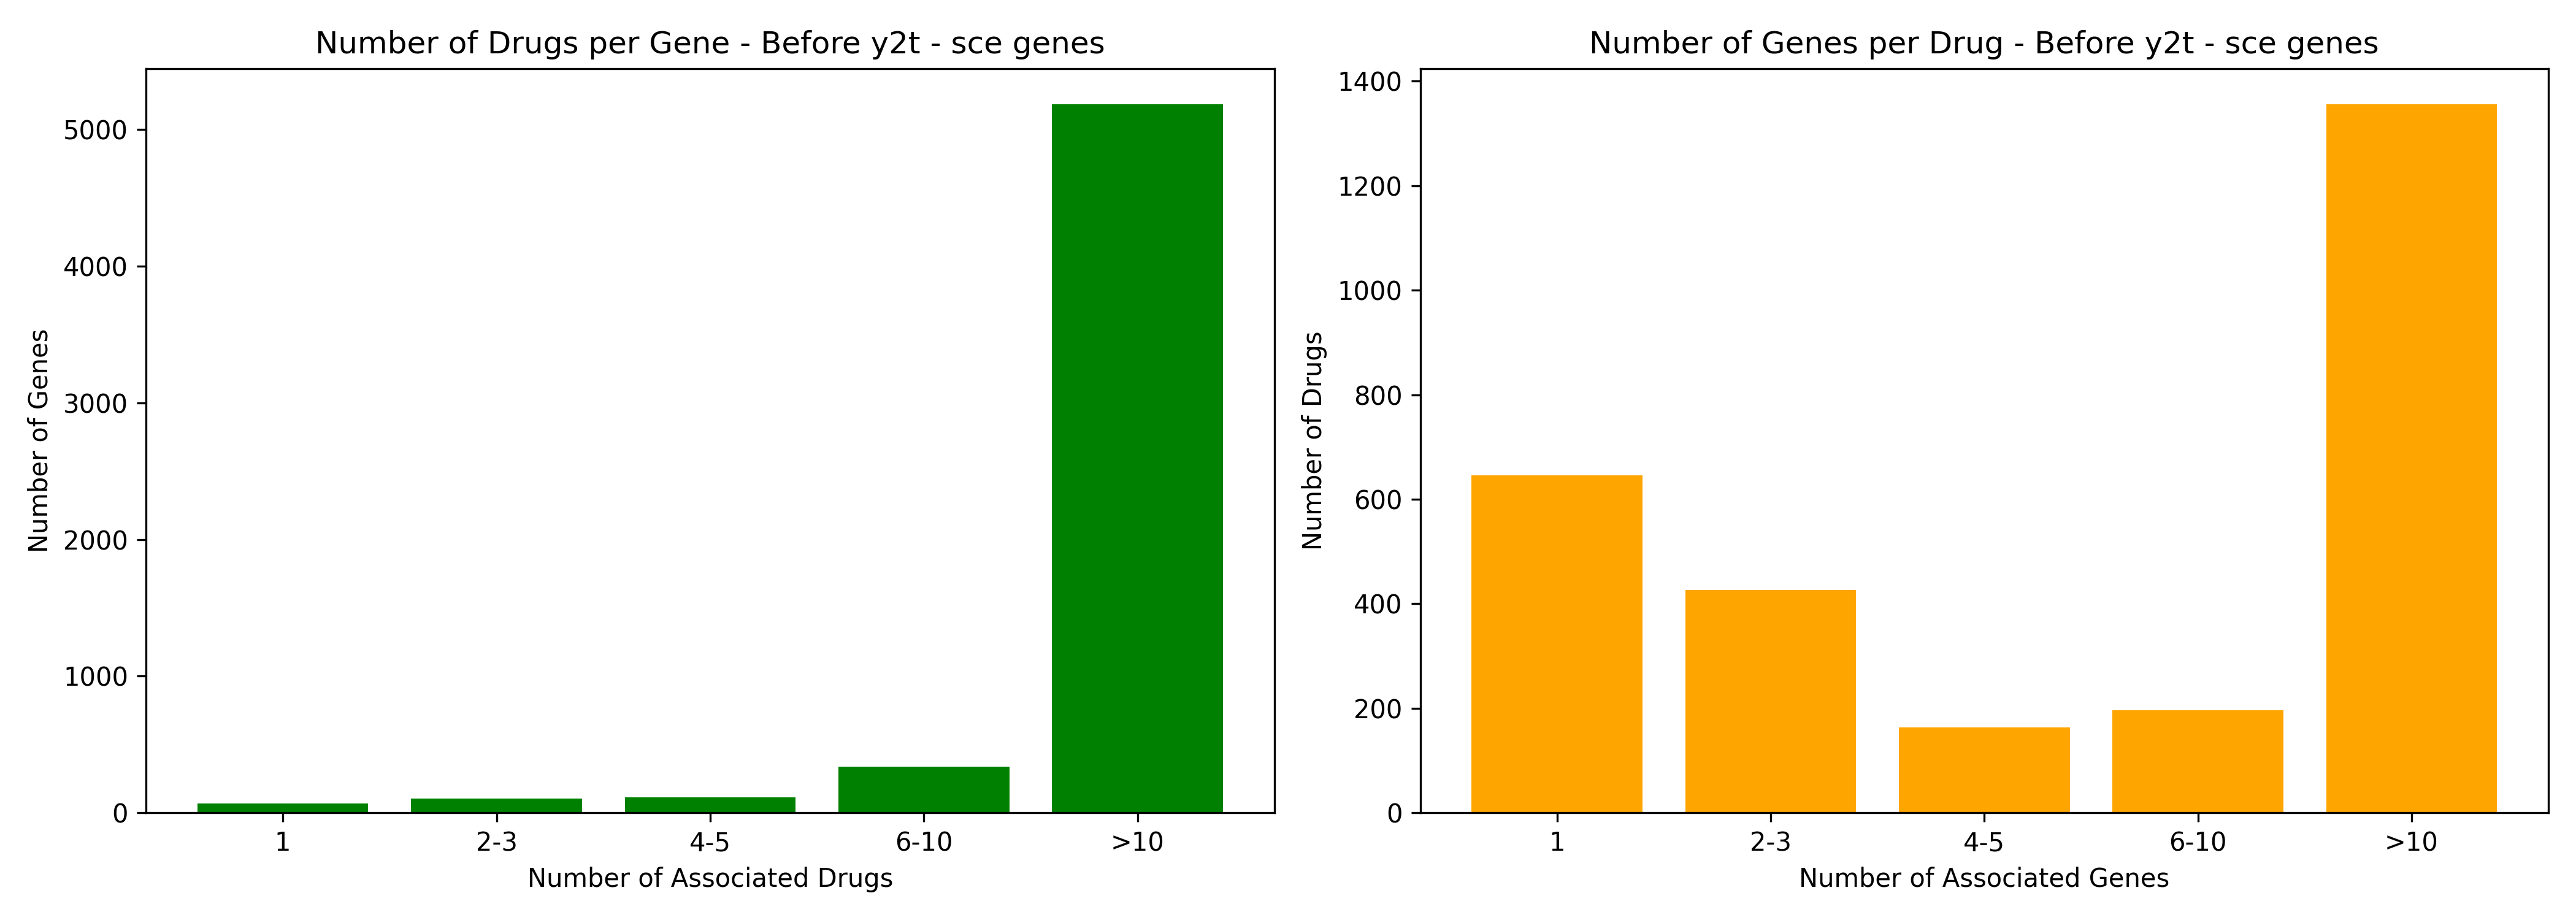 Number of Drugs per Gene - Before y2t - sce genes
Number of Genes
5000
4000
3000
2000
1000
0
1 2-3 4-5 6-10 >10
Number of Associated Drugs
Number of Genes per Drug - Before y2t - sce genes
Number of Drugs
1400
1200
1000
800
600
400
200
0
1 2-3 4-5 6-10 >10
Number of Associated Genes